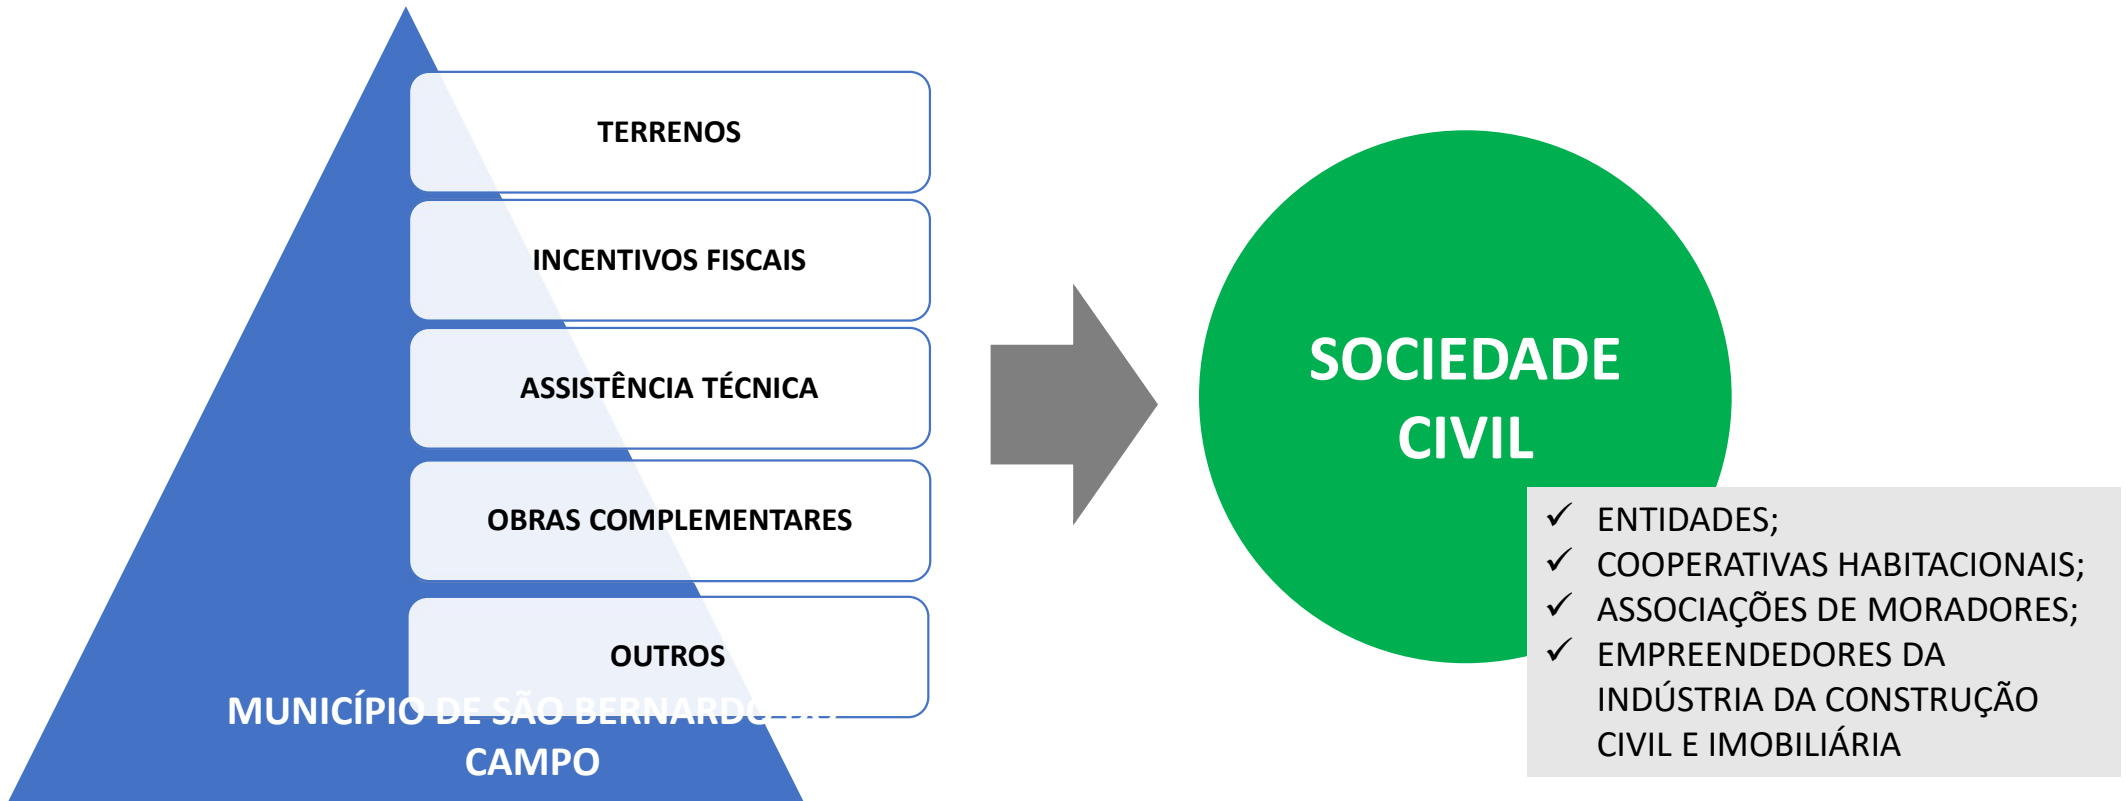 TERRENOS
INCENTIVOS FISCAIS
ASSISTÊNCIA TÉCNICA
OBRAS COMPLEMENTARES
OUTROS
MUNICÍPIO DE SÃO BERNARDO DO
CAMPO
SOCIEDADE
CIVIL
✓ ENTIDADES;
✓ COOPERATIVAS HABITACIONAIS;
✓ ASSOCIAÇÕES DE MORADORES;
✓ EMPREENDEDORES DA
INDÚSTRIA DA CONSTRUÇÃO
CIVIL E IMOBILIÁRIA